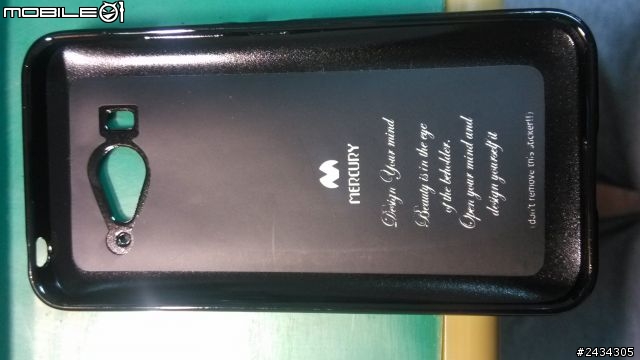 MOBILE01
MERCURY
Design Your mind
Beauty is in the eye
of the beholder.
Open your mind and
design yourself it
(don't remove this sticker!!)
#2434305